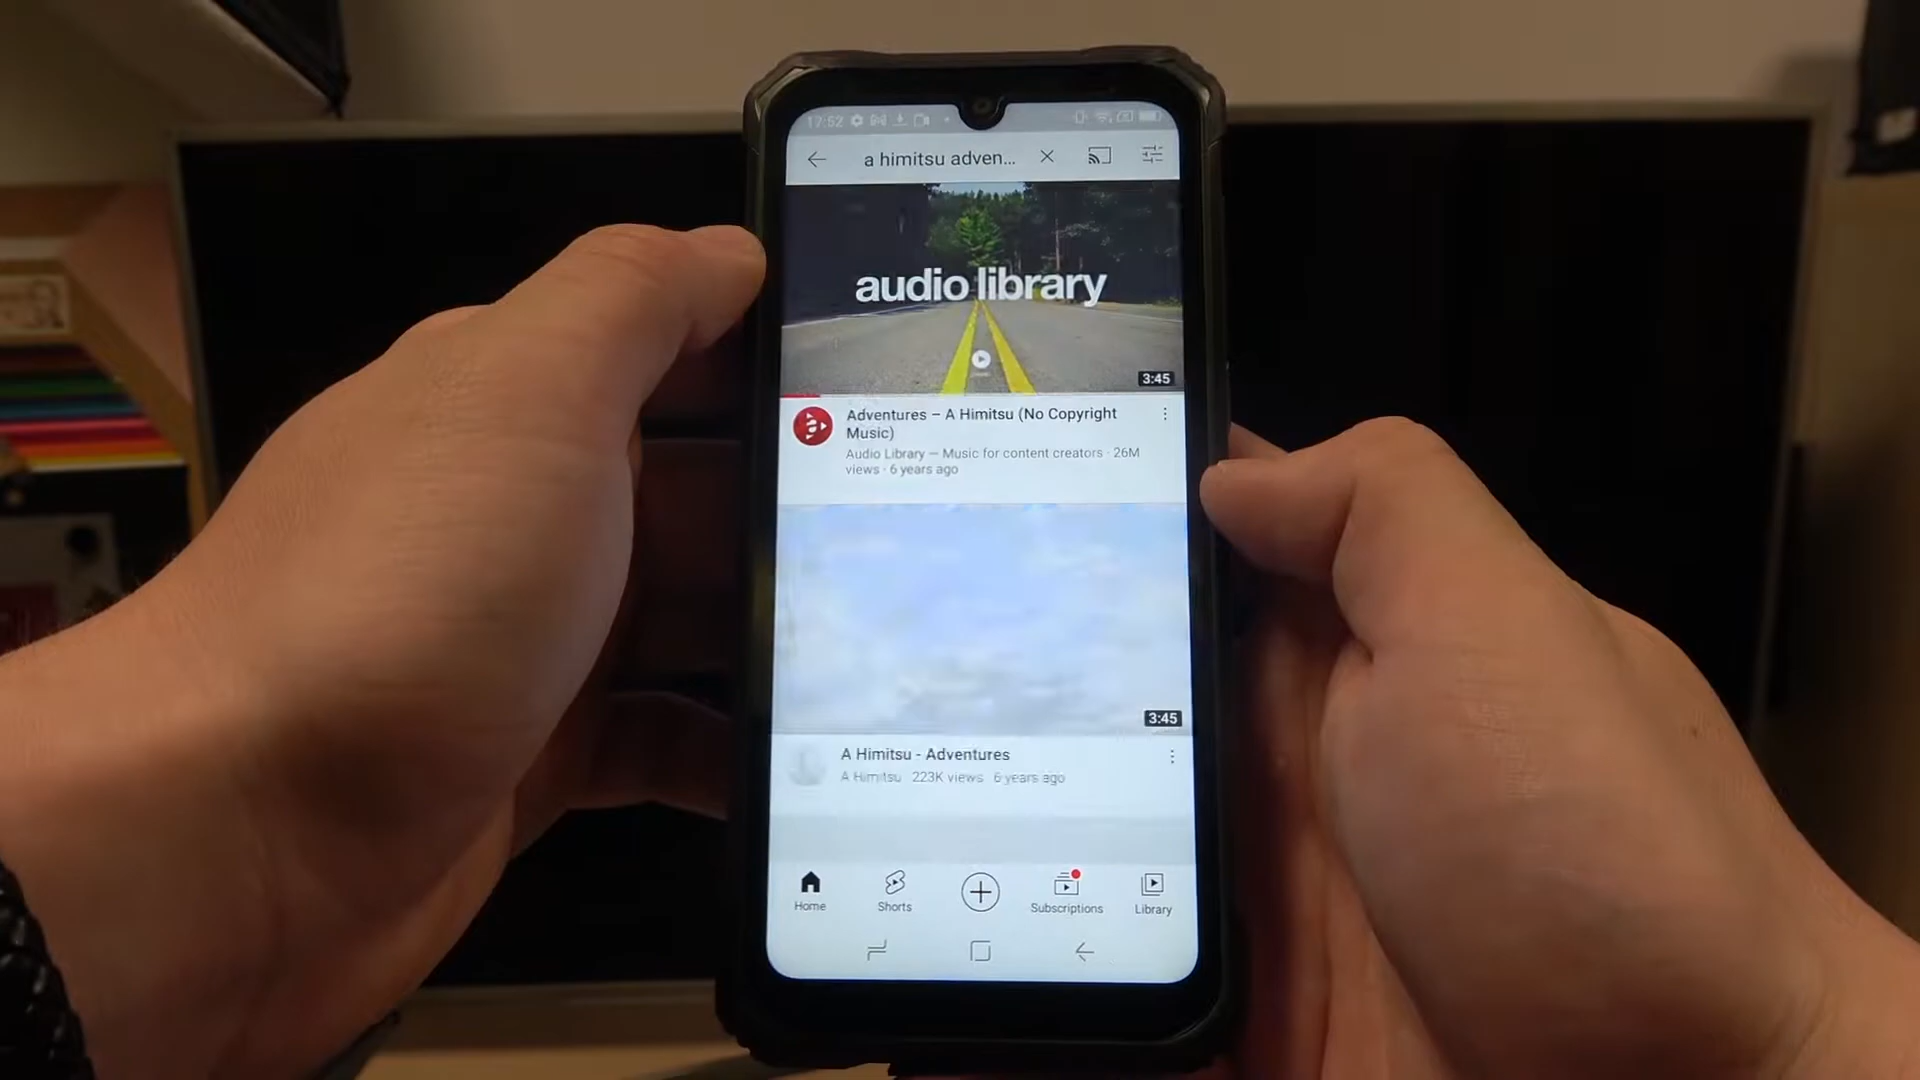 17:52
a himitsu adven...
audio library
3:45
Adventures – A Himitsu (No Copyright
Music)
Audio Library — Music for content creators · 26M
views · 6 years ago
3:45
A Himitsu - Adventures
A Himitsu 223K views 6 years ago
Home
Shorts
Subscriptions
Library